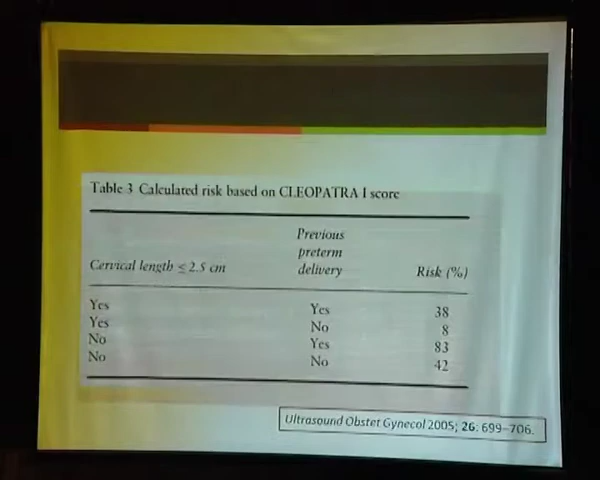 Table 3 Calculated risk based on CLEOPATRA I score
Previous
preterm
Cervical length ≤ 2.5 cm delivery Risk (%)
Yes Yes 38
Yes No 8
No Yes 83
No No 42
Ultrasound Obstet Gynecol 2005; 26: 699–706.